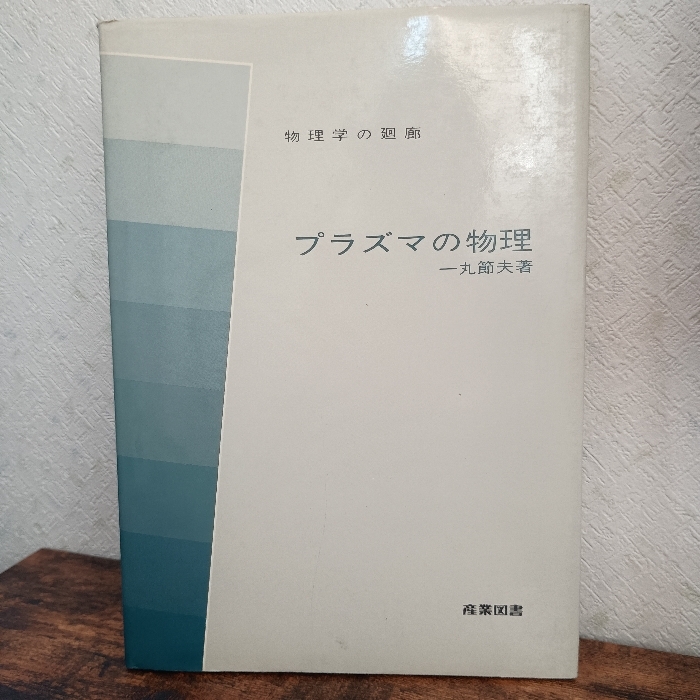 物理学の廻廊
プラズマの物理
一丸節夫著
産業図書